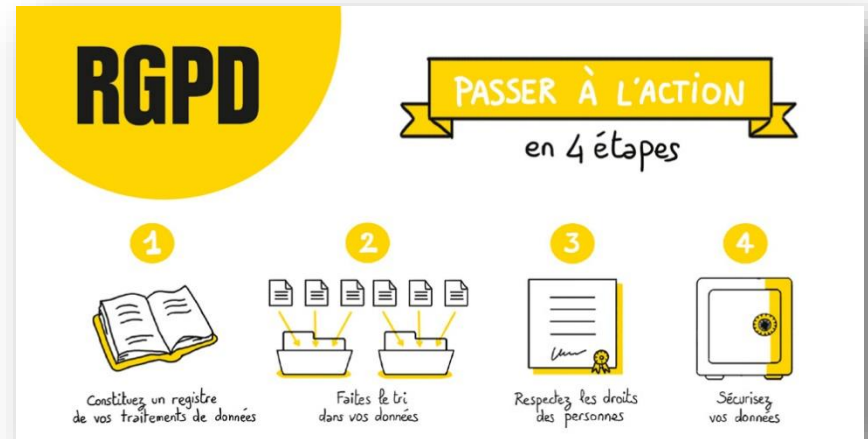 RGPD
PASSER À L'ACTION
en 4 étapes
1
2
3
4
Constituez un registre
de vos traitements de données
Faites le tri
dans vos données
Respectez les droits
des personnes
Sécurisez
vos données